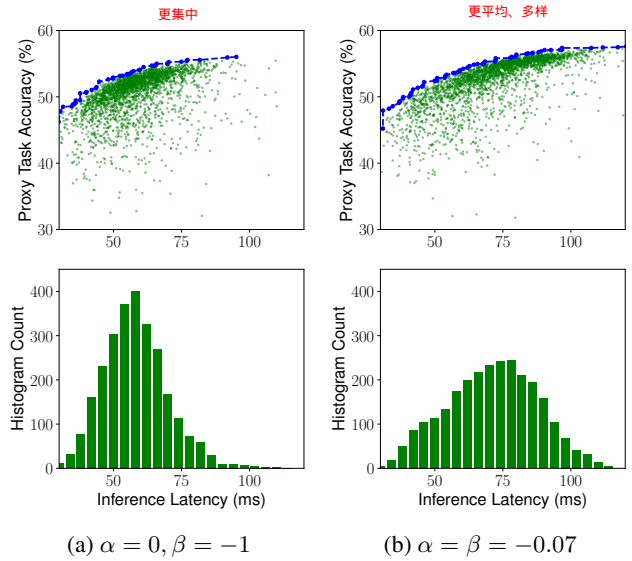 更集中
更平均、多样
60
50
40
30
Proxy Task Accuracy (%)
50 75 100
60
50
40
30
Proxy Task Accuracy (%)
50 75 100
400
300
200
100
0
Histogram Count
50 75 100
Inference Latency (ms)
400
300
200
100
0
Histogram Count
50 75 100
Inference Latency (ms)
(a) α = 0, β = −1
(b) α = β = −0.07